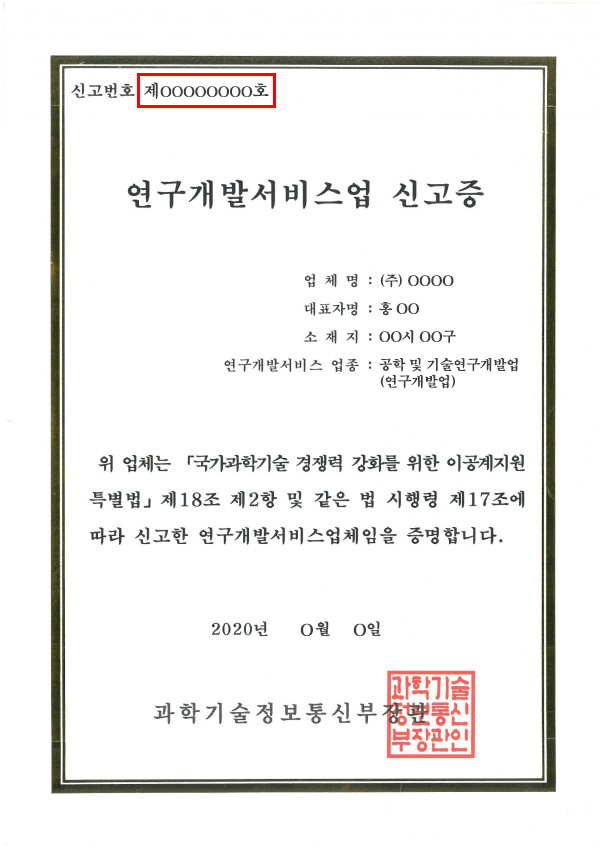 신고번호 제OOOOOOOO호
연구개발서비스업 신고증
업 체 명 : (주) OOOO
대표자명 : 홍 OO
소 재 지 : OO시 OO구
연구개발서비스 업종 : 공학 및 기술연구개발업
(연구개발업)
위 업체는 「국가과학기술 경쟁력 강화를 위한 이공계지원
특별법」 제18조 제2항 및 같은 법 시행령 제17조에
따라 신고한 연구개발서비스업체임을 증명합니다.
2020년 O월 O일
과학기술정보통신부장관
과학기술
정보통신
부장관인